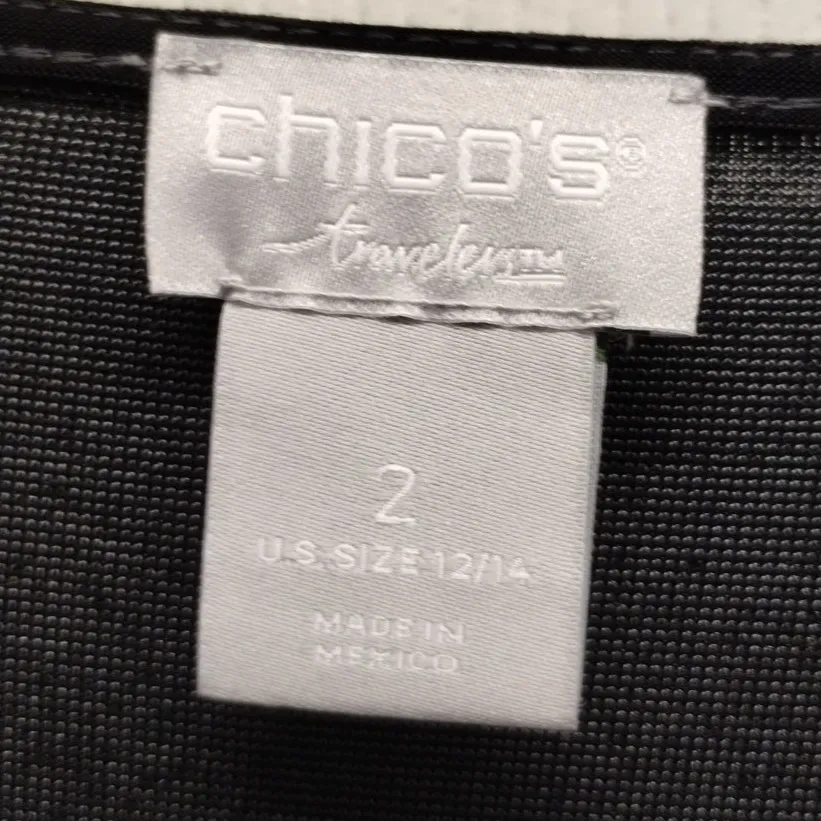 chico's®
travelers™
2
U.S. SIZE 12/14
MADE IN
MEXICO